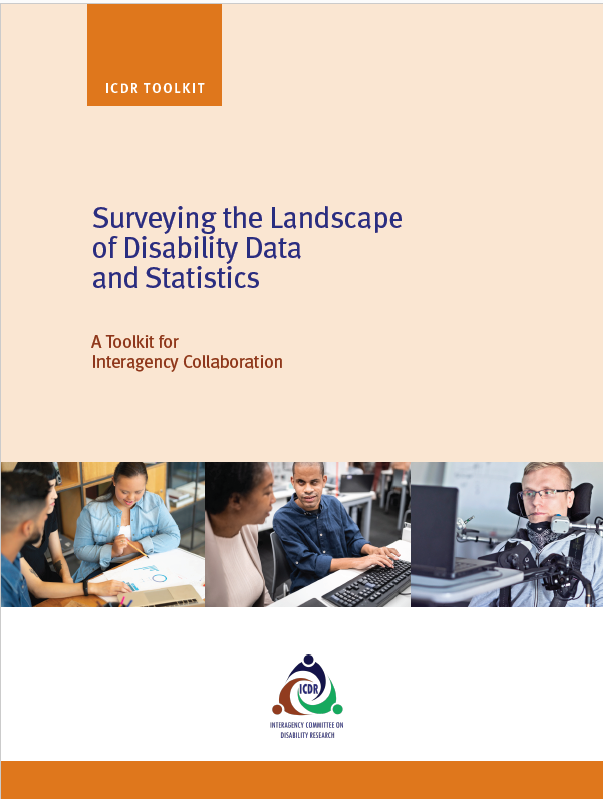 ICDR TOOLKIT
Surveying the Landscape
of Disability Data
and Statistics
A Toolkit for
Interagency Collaboration
ICDR
INTERAGENCY COMMITTEE ON
DISABILITY RESEARCH